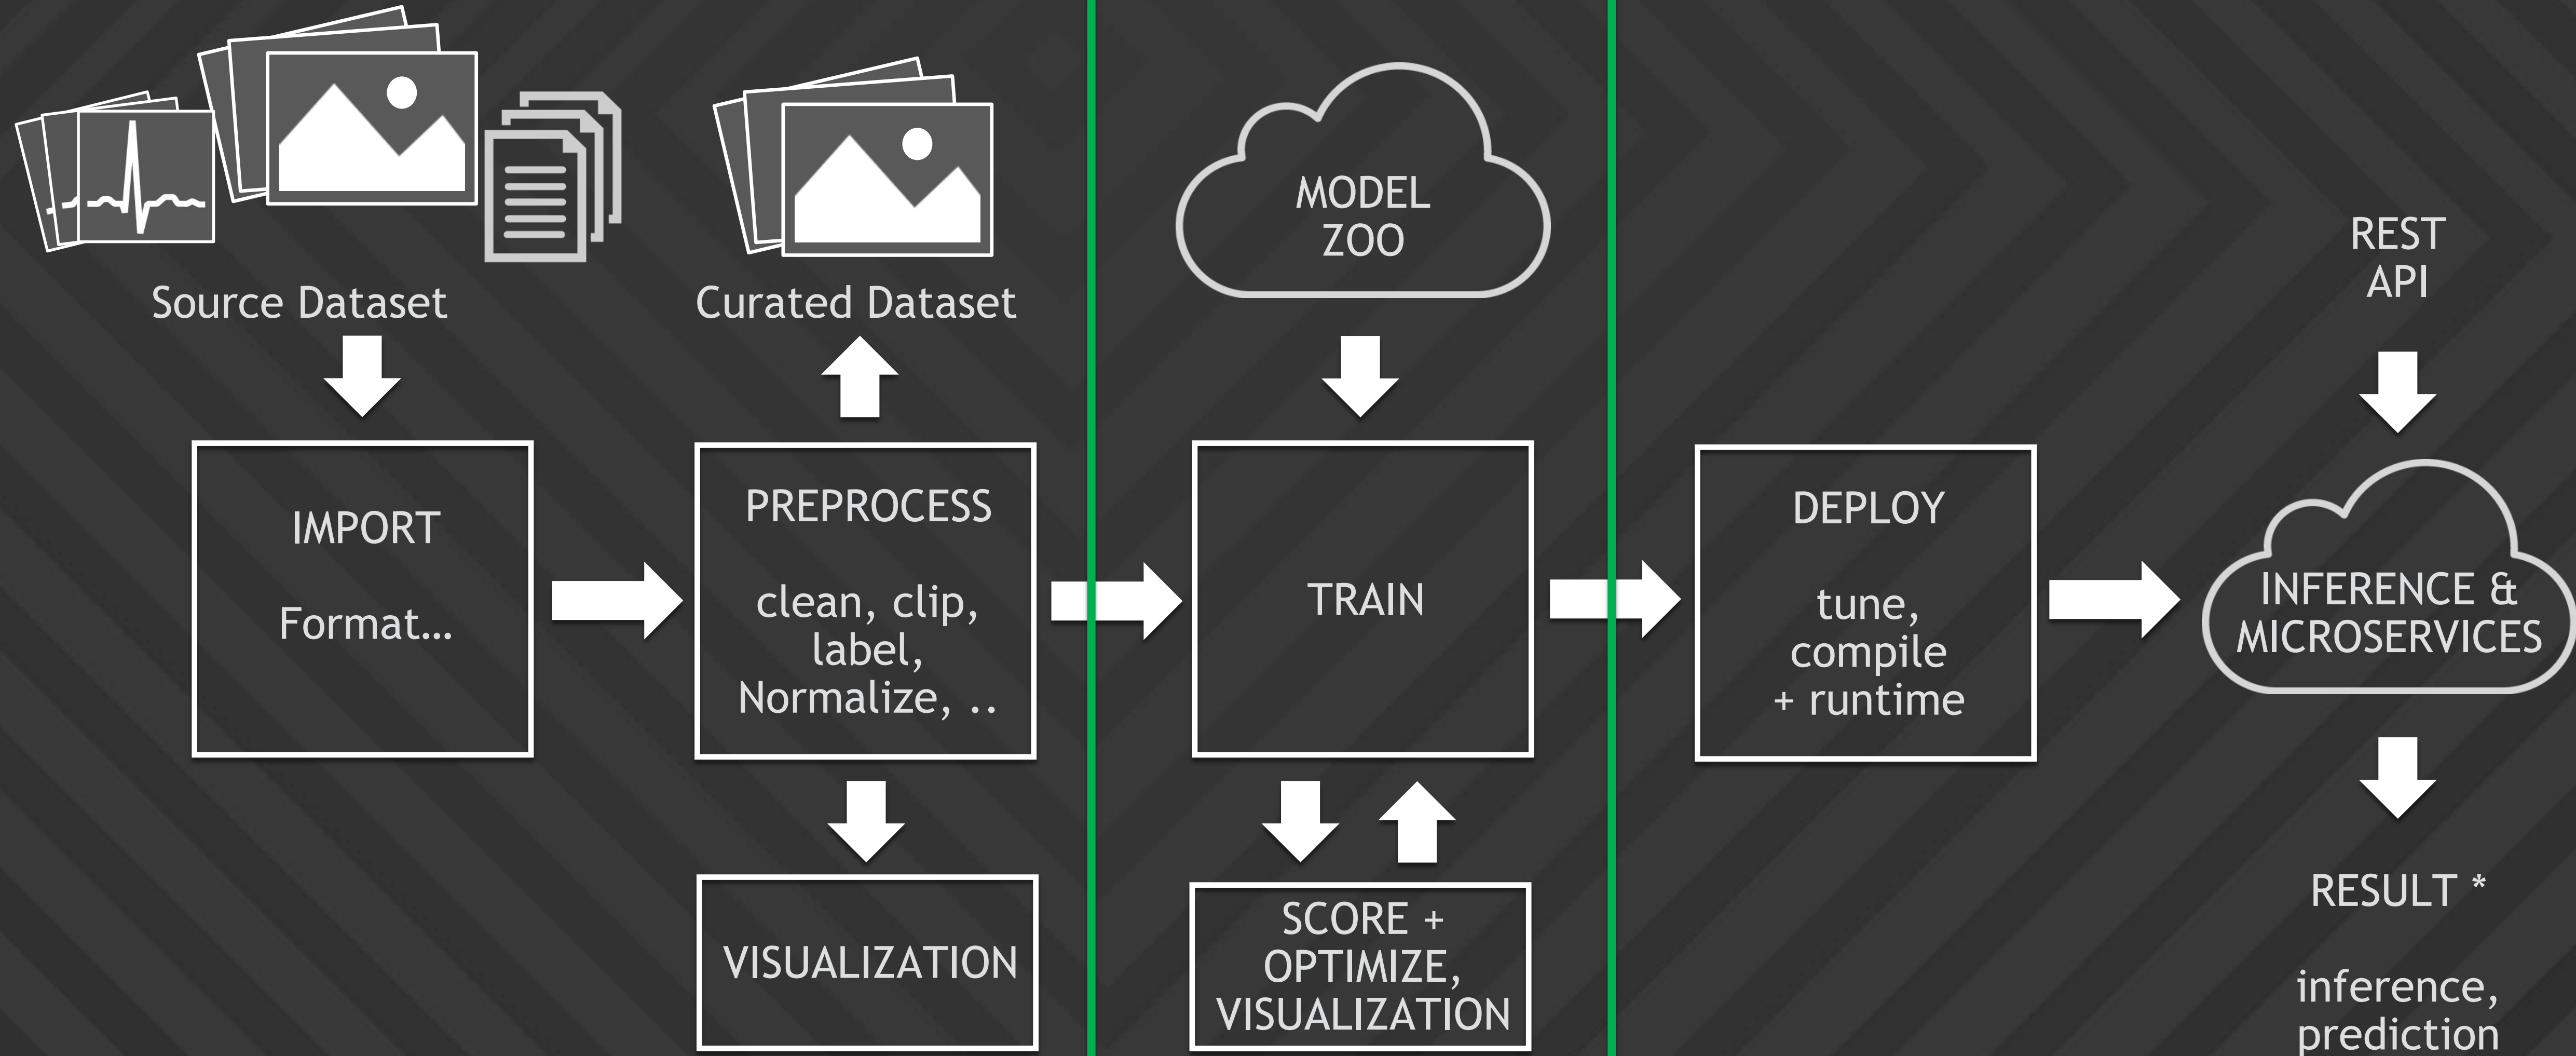 Source Dataset
Curated Dataset
MODEL
ZOO
REST
API
IMPORT
Format...
PREPROCESS
clean, clip,
label,
Normalize, ..
TRAIN
DEPLOY
tune,
compile
+ runtime
INFERENCE &
MICROSERVICES
VISUALIZATION
SCORE +
OPTIMIZE,
VISUALIZATION
RESULT *
inference,
prediction